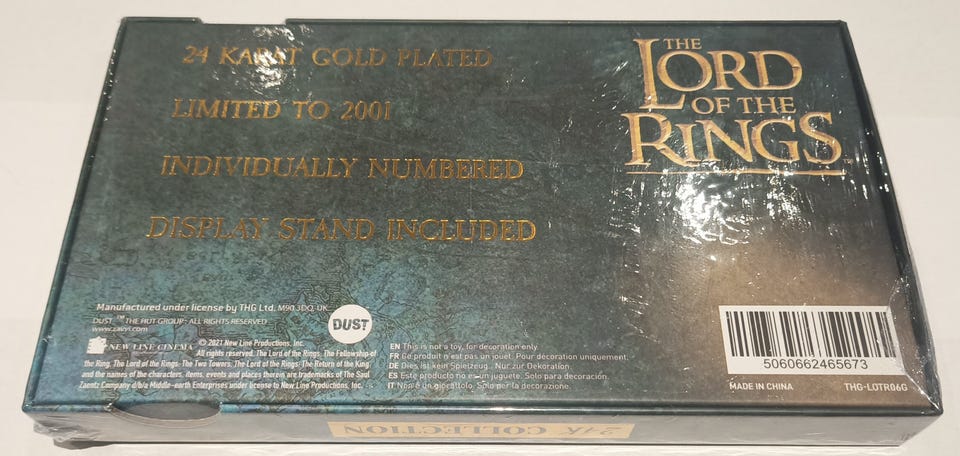 24 KARAT GOLD PLATED
LIMITED TO 2001
INDIVIDUALLY NUMBERED
DISPLAY STAND INCLUDED
THE
LORD
OF THE
RINGS
Manufactured under license by THG Ltd. M90 3DQ, UK.
DUST ™ THE HUT GROUP. ALL RIGHTS RESERVED
www.zavvi.com
DUST
NEW LINE CINEMA © 2021 New Line Productions, Inc.
All rights reserved. The Lord of the Rings: The Fellowship of
the Ring, The Lord of the Rings: The Two Towers, The Lord of the Rings: The Return of the King
and the names of the characters, items, events and places therein are trademarks of The Saul
Zaentz Company d/b/a Middle-earth Enterprises under license to New Line Productions, Inc.
EN This is not a toy, for decoration only.
FR Ce produit n'est pas un jouet. Pour décoration uniquement.
DE Dies ist kein Spielzeug. Nur zur Dekoration.
ES Este producto no es un juguete. Solo para decoración.
IT Non è un giocattolo. Solo per la decorazione.
5060662465673
MADE IN CHINA THG-LOTR06G
24K COLLECTION